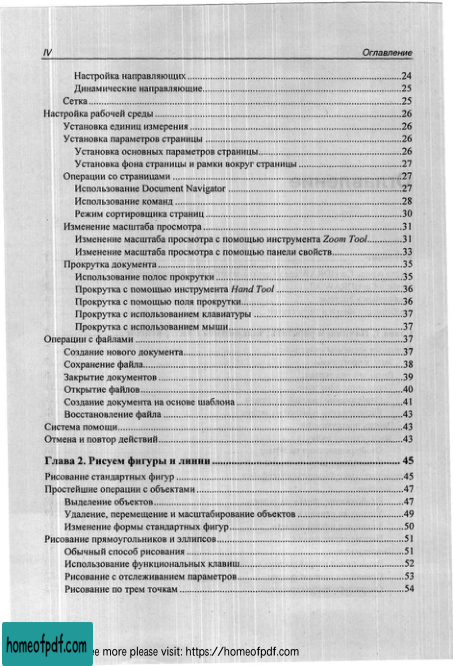 IV Оглавление
Настройка направляющих 24
Динамические направляющие 25
Сетка 25
Настройка рабочей среды 26
Установка единиц измерения 26
Установка параметров страницы 26
Установка основных параметров страницы 26
Установка фона страницы и рамки вокруг страницы 27
Операции со страницами 27
Использование Document Navigator 27
Использование команд 28
Режим сортировщика страниц 30
Изменение масштаба просмотра 31
Изменение масштаба просмотра с помощью инструмента Zoom Tool 31
Изменение масштаба просмотра с помощью панели свойств 33
Прокрутка документа 35
Использование полос прокрутки 35
Прокрутка с помощью инструмента Hand Tool 36
Прокрутка с помощью поля прокрутки 36
Прокрутка с использованием клавиатуры 37
Прокрутка с использованием мыши 37
Операции с файлами 37
Создание нового документа 37
Сохранение файла 38
Закрытие документов 39
Открытие файлов 40
Создание документа на основе шаблона 41
Восстановление файла 43
Система помощи 43
Отмена и повтор действий 43
Глава 2. Рисуем фигуры и линии 45
Рисование стандартных фигур 45
Простейшие операции с объектами 47
Выделение объектов 47
Удаление, перемещение и масштабирование объектов 49
Изменение формы стандартных фигур 50
Рисование прямоугольников и эллипсов 51
Обычный способ рисования 51
Использование функциональных клавиш 52
Рисование с отслеживанием параметров 53
Рисование по трем точкам 54
homeofpdf.com
ee more please visit: https://homeofpdf.com